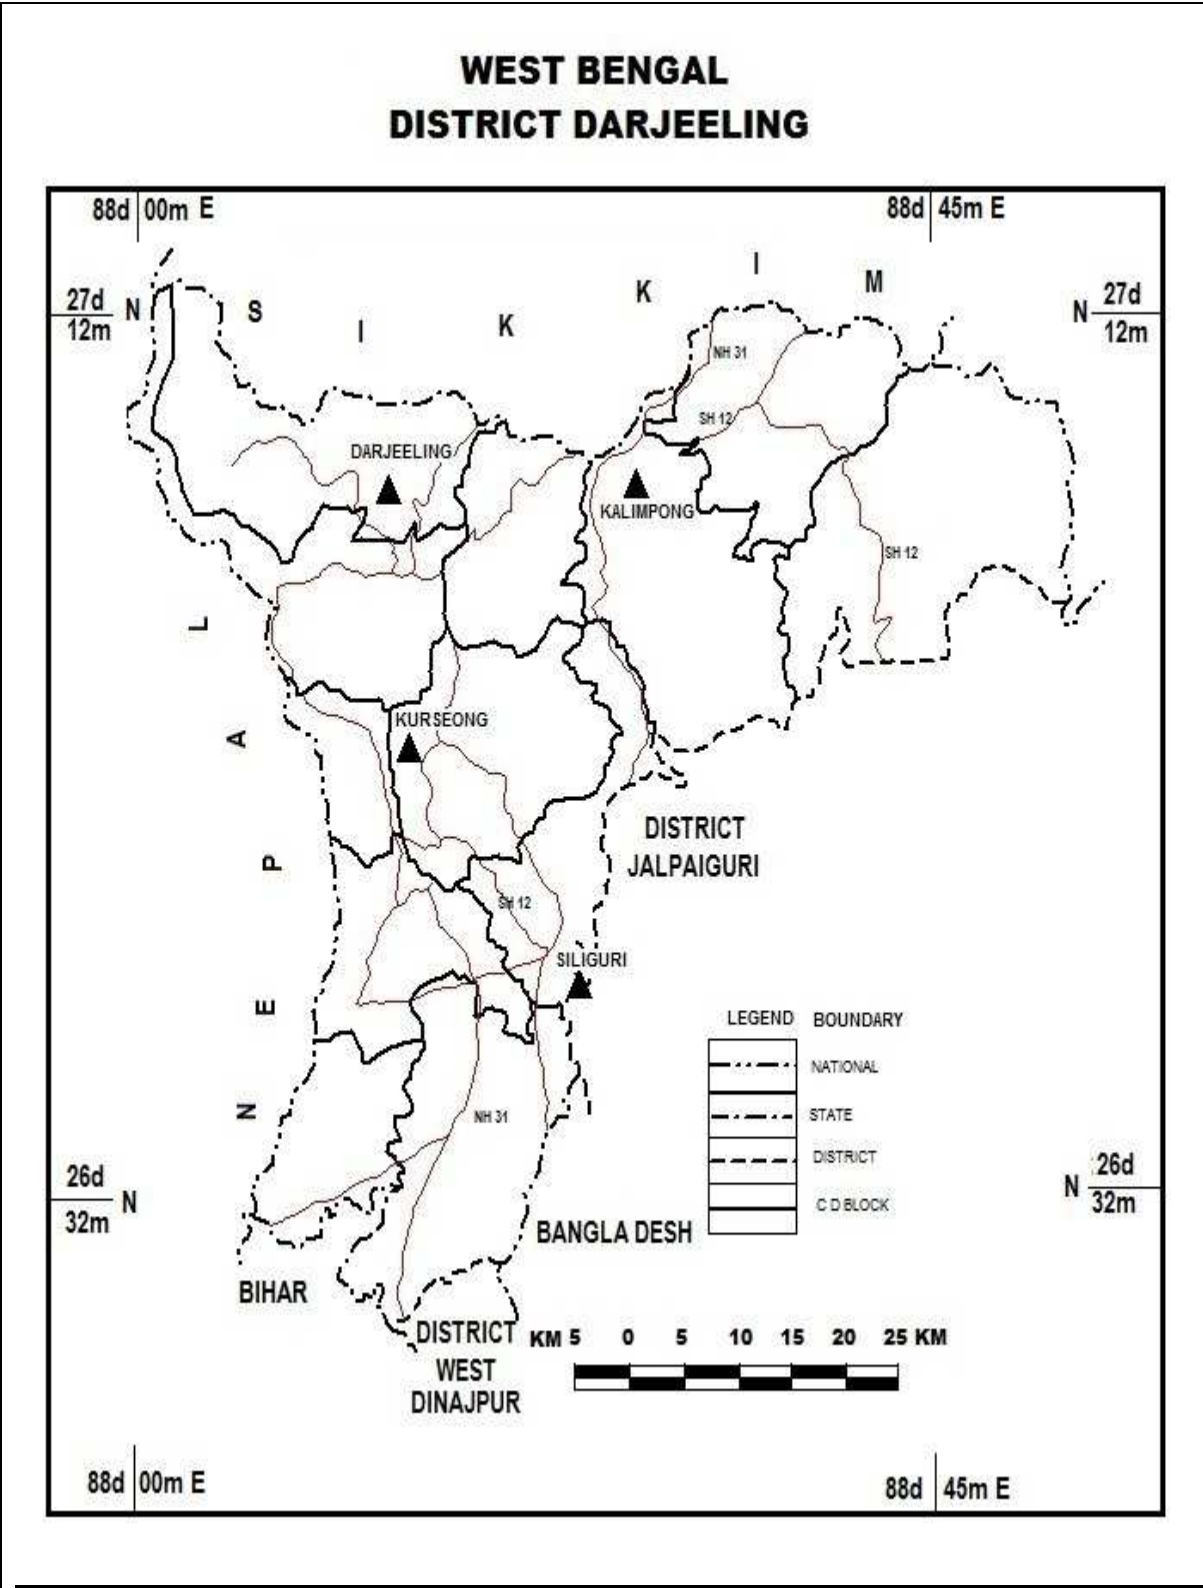 WEST BENGAL
DISTRICT DARJEELING
88d 00m E
88d 45m E
27d 12m N
N 27d 12m
S I K K I M
NH 31
SH 12
DARJEELING
KALIMPONG
SH 12
N E P A L
KURSEONG
DISTRICT
JALPAIGURI
SH 12
SILIGURI
LEGEND BOUNDARY
NATIONAL
STATE
DISTRICT
C D BLOCK
NH 31
26d 32m N
N 26d 32m
BANGLA DESH
BIHAR
DISTRICT
WEST
DINAJPUR
KM 5 0 5 10 15 20 25 KM
88d 00m E
88d 45m E